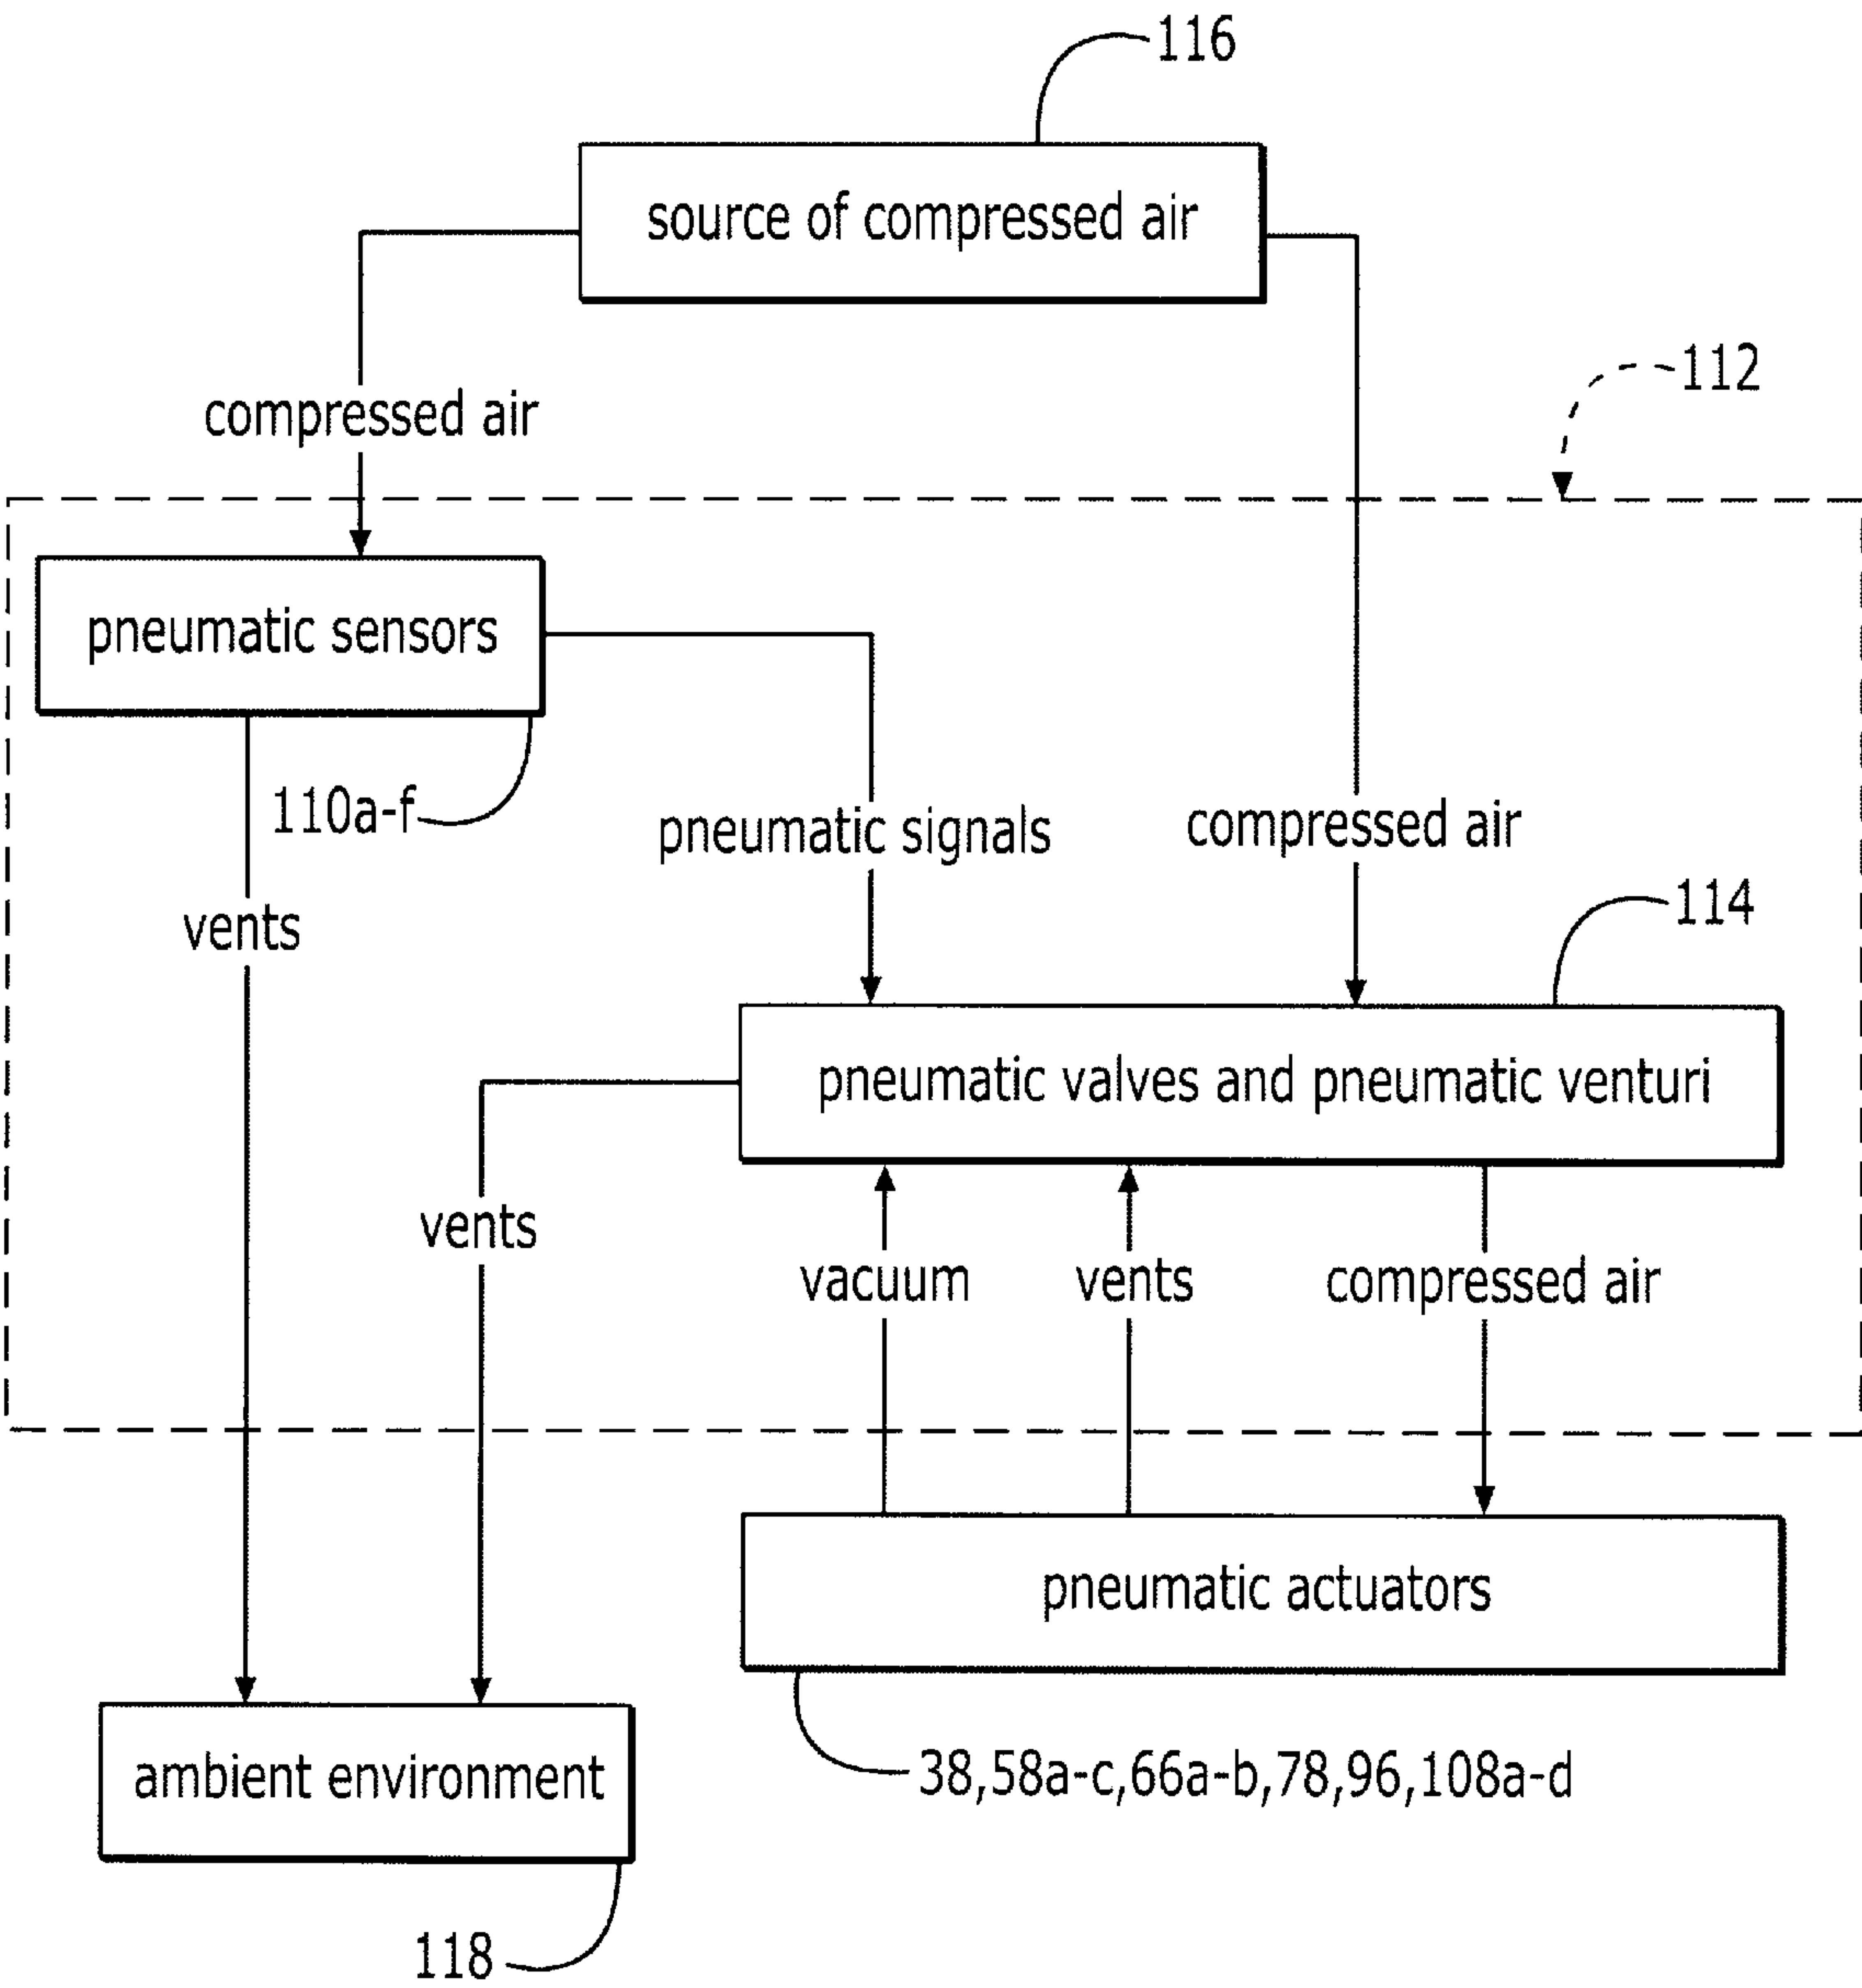 116
source of compressed air
112
compressed air
pneumatic sensors
110a-f
pneumatic signals
compressed air
vents
114
pneumatic valves and pneumatic venturi
vents
vacuum
vents
compressed air
pneumatic actuators
ambient environment
38,58a-c,66a-b,78,96,108a-d
118